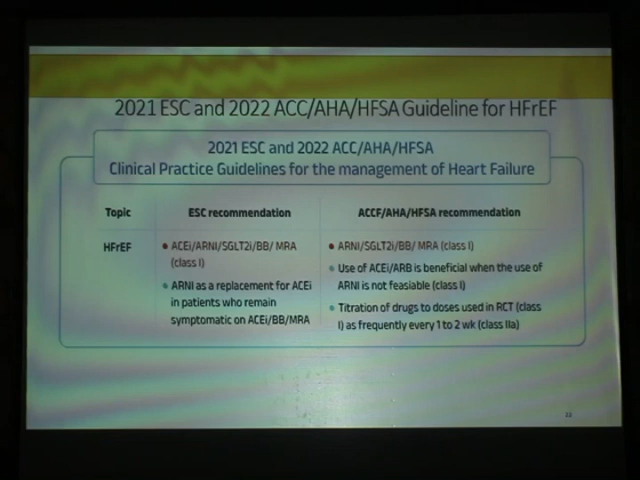 2021 ESC and 2022 ACC/AHA/HFSA Guideline for HFrEF
2021 ESC and 2022 ACC/AHA/HFSA
Clinical Practice Guidelines for the management of Heart Failure
Topic
ESC recommendation
ACCF/AHA/HFSA recommendation
HFrEF
• ACEi/ARNI/SGLT2i/BB/ MRA
(class I)
• ARNI as a replacement for ACEi
in patients who remain
symptomatic on ACEi/BB/MRA
• ARNI/SGLT2i/BB/ MRA (class I)
• Use of ACEi/ARB is beneficial when the use of
ARNI is not feasiable (class I)
• Titration of drugs to doses used in RCT (class
I) as frequently every 1 to 2 wk (class IIa)